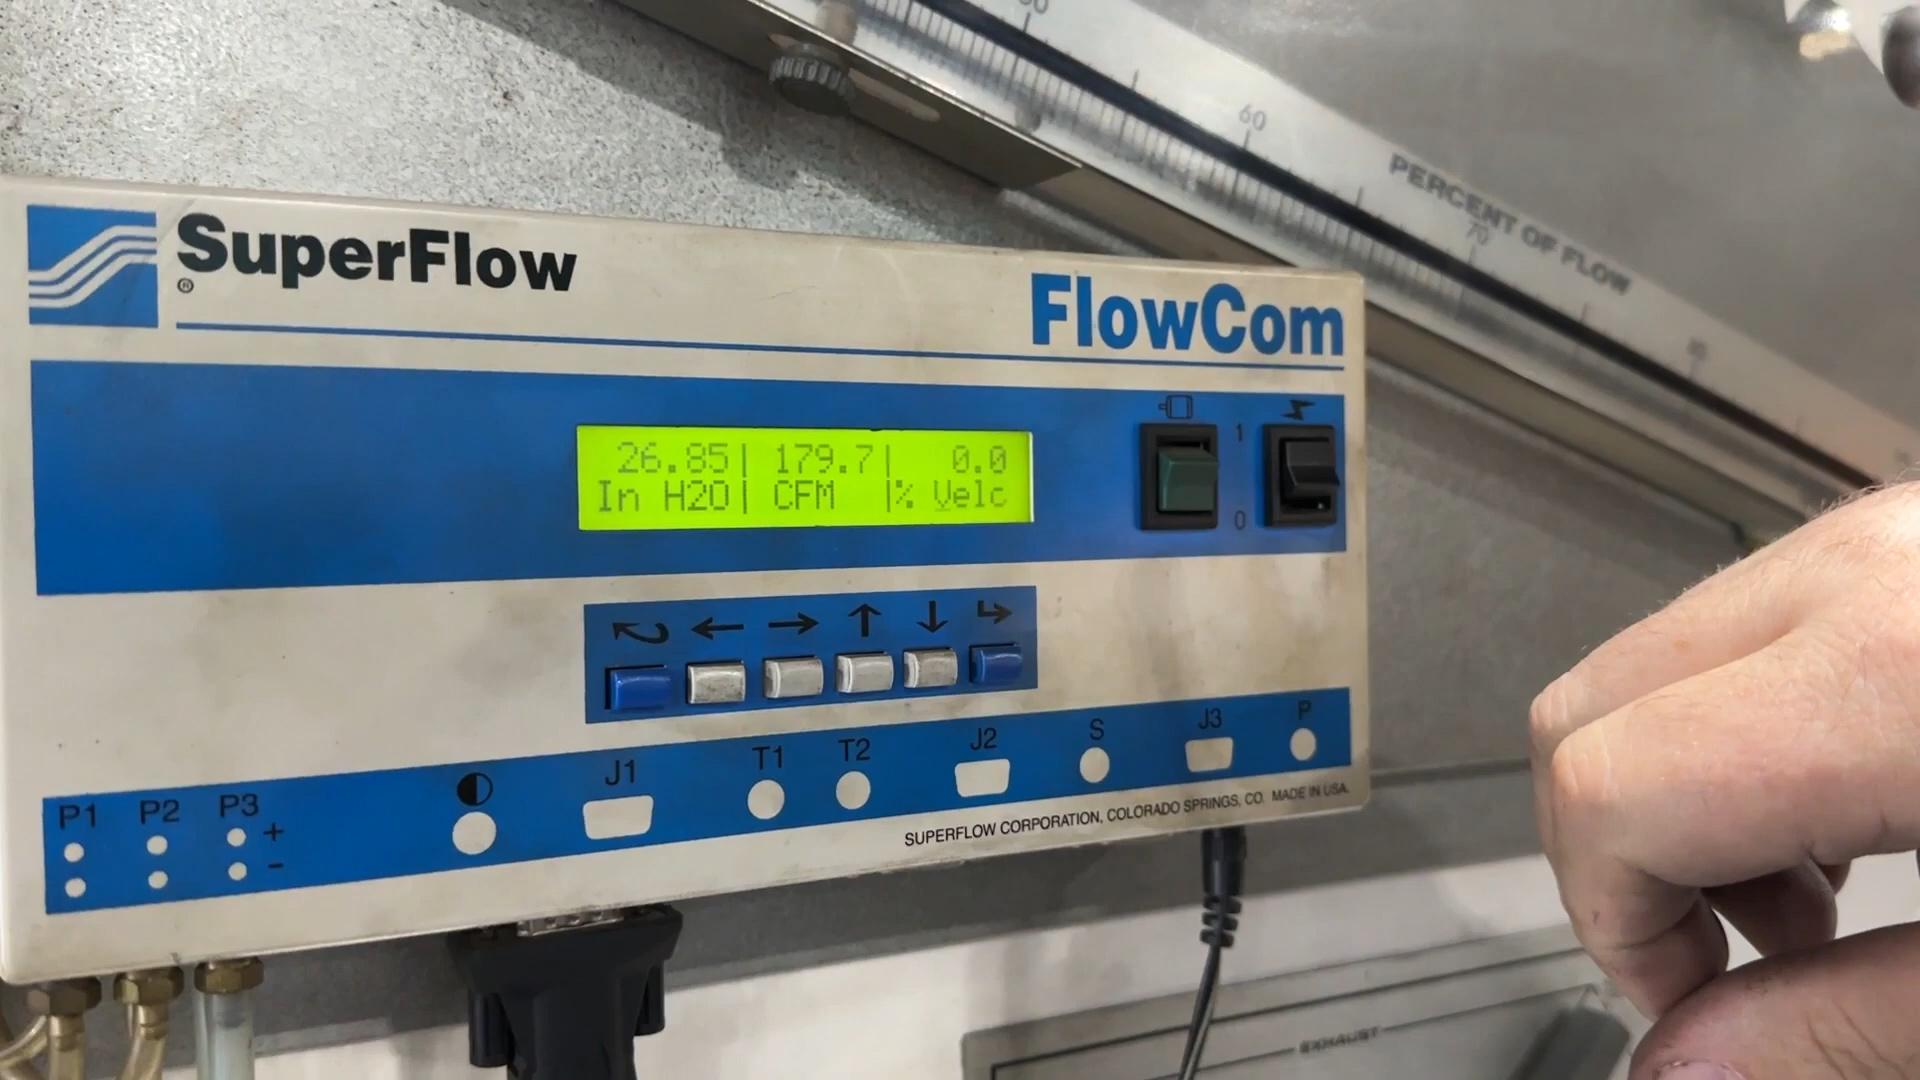 60
PERCENT OF FLOW
70
80
SuperFlow
®
FlowCom
1
26.85| 179.7| 0.0
In H2O| CFM |% Velc
0
P1 P2 P3 + -
J1 T1 T2 J2 S J3 P
SUPERFLOW CORPORATION, COLORADO SPRINGS, CO. MADE IN USA.
EXHAUST